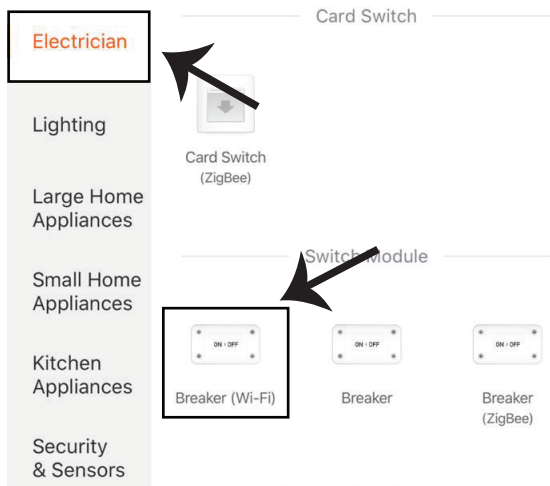 Electrician
Lighting
Large Home
Appliances
Small Home
Appliances
Kitchen
Appliances
Security
& Sensors
Card Switch
Card Switch
(ZigBee)
Switch Module
ON OFF
Breaker (Wi-Fi)
ON OFF
Breaker
ON OFF
Breaker
(ZigBee)